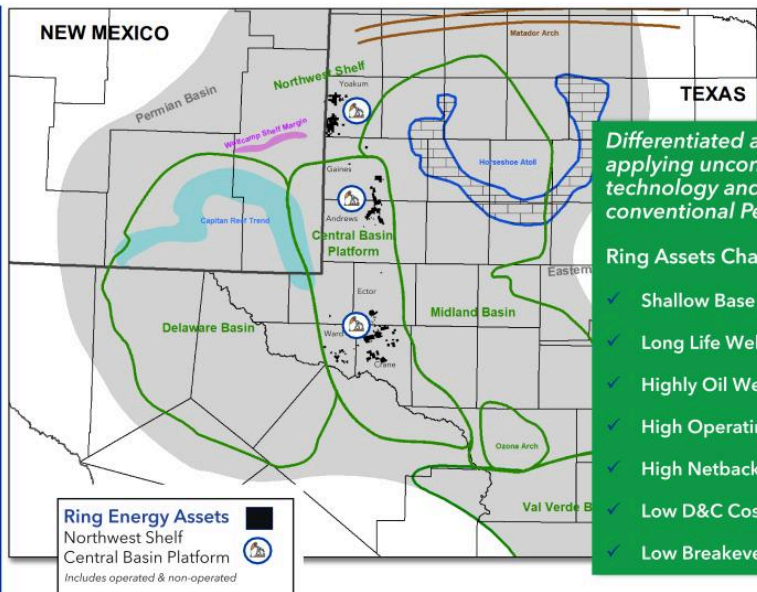 NEW MEXICO
Matador Arch
Northwest Shelf
Yoakum
TEXAS
Permian Basin
Wolfcamp Shelf Margin
Horseshoe Atoll
Gaines
Capitan Reef Trend
Andrews
Central Basin
Platform
Eastern
Ector
Delaware Basin
Midland Basin
Ward
Crane
Ozona Arch
Val Verde B
Differentiated a
applying uncon
technology and
conventional Pe
Ring Assets Cha
✓ Shallow Base
✓ Long Life Wel
✓ Highly Oil We
✓ High Operatin
✓ High Netback
✓ Low D&C Cos
✓ Low Breakeve
Ring Energy Assets
Northwest Shelf
Central Basin Platform
Includes operated & non-operated